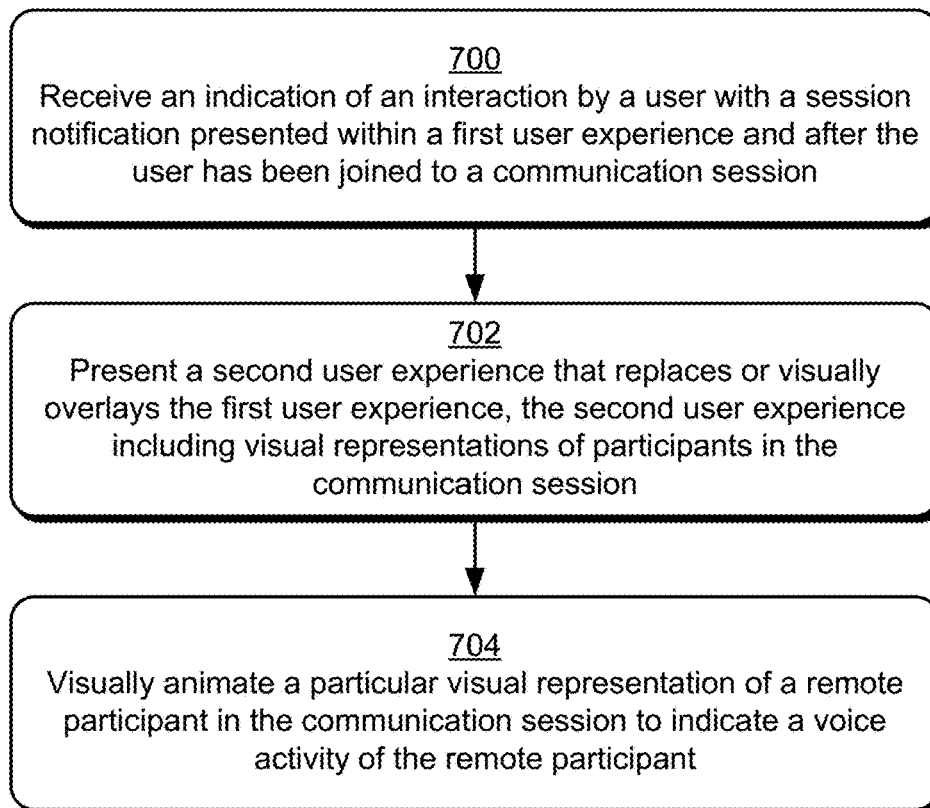 700
Receive an indication of an interaction by a user with a session
notification presented within a first user experience and after the
user has been joined to a communication session
702
Present a second user experience that replaces or visually
overlays the first user experience, the second user experience
including visual representations of participants in the
communication session
704
Visually animate a particular visual representation of a remote
participant in the communication session to indicate a voice
activity of the remote participant